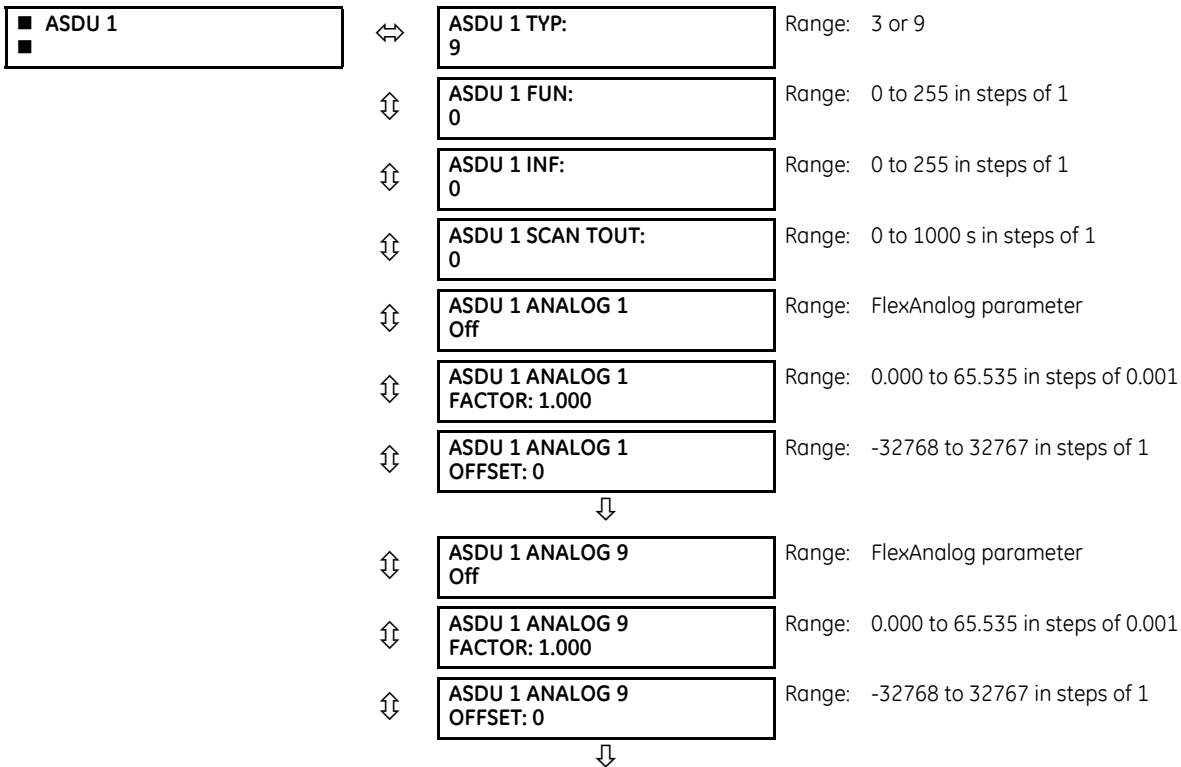 ■ ASDU 1
■
ASDU 1 TYP:
9
Range: 3 or 9
ASDU 1 FUN:
0
Range: 0 to 255 in steps of 1
ASDU 1 INF:
0
Range: 0 to 255 in steps of 1
ASDU 1 SCAN TOUT:
0
Range: 0 to 1000 s in steps of 1
ASDU 1 ANALOG 1
Off
Range: FlexAnalog parameter
ASDU 1 ANALOG 1
FACTOR: 1.000
Range: 0.000 to 65.535 in steps of 0.001
ASDU 1 ANALOG 1
OFFSET: 0
Range: -32768 to 32767 in steps of 1
ASDU 1 ANALOG 9
Off
Range: FlexAnalog parameter
ASDU 1 ANALOG 9
FACTOR: 1.000
Range: 0.000 to 65.535 in steps of 0.001
ASDU 1 ANALOG 9
OFFSET: 0
Range: -32768 to 32767 in steps of 1